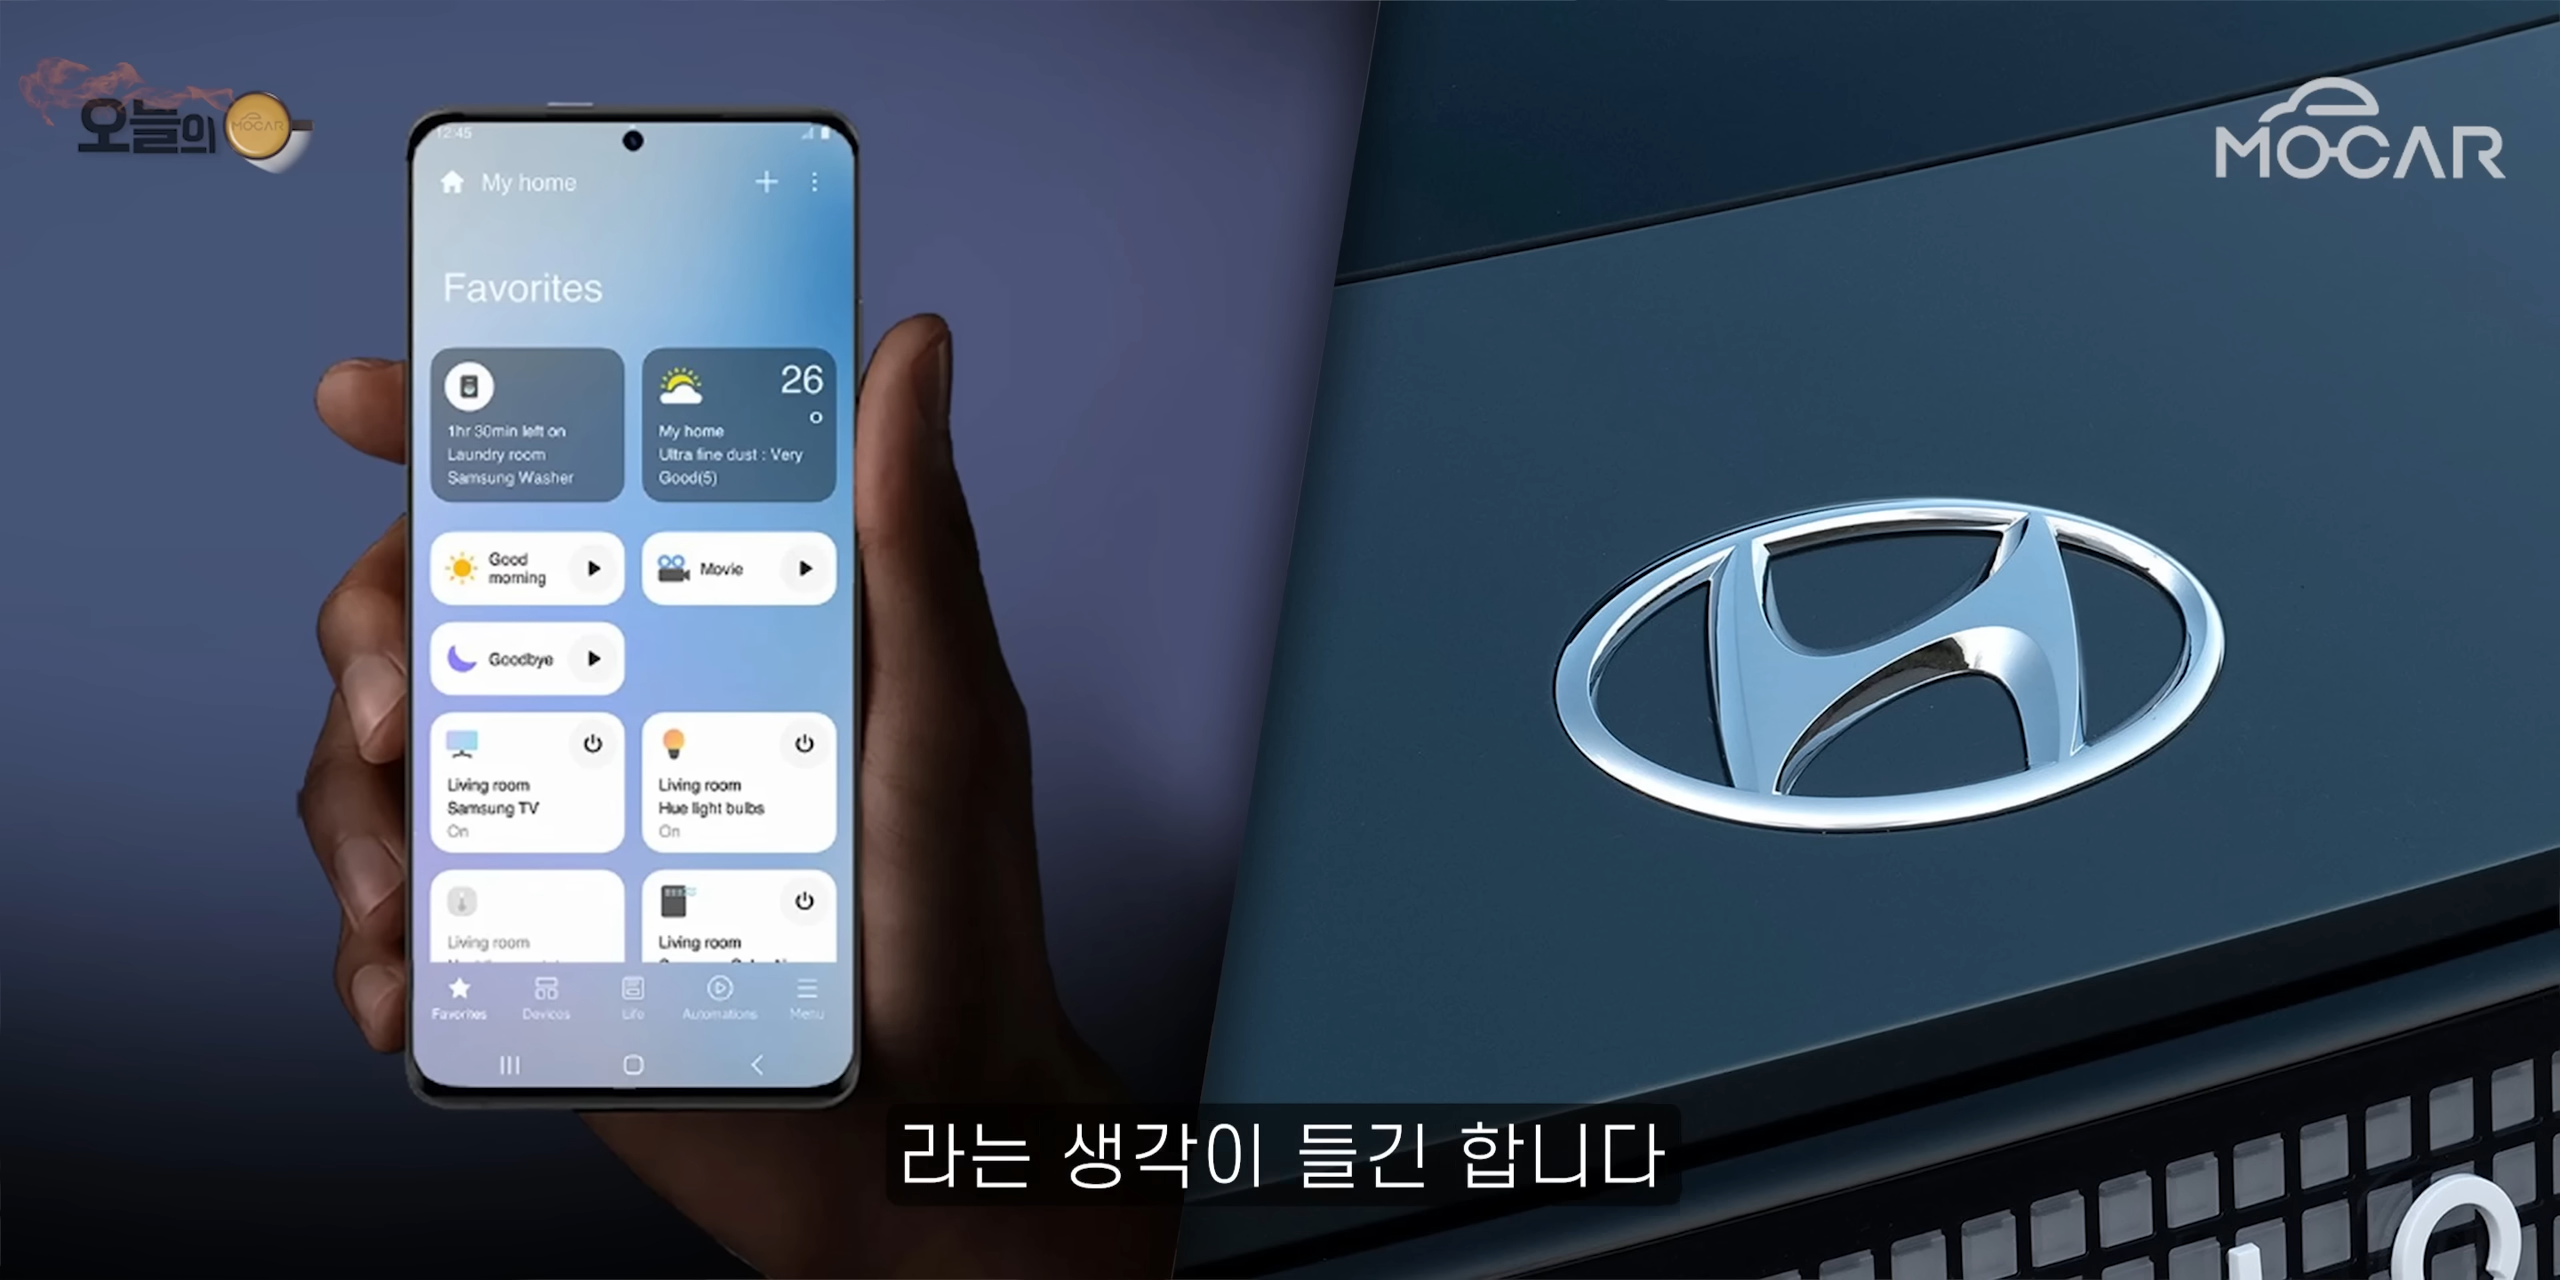 오늘의
MOCAR
MOCAR
12:45
My home
Favorites
1hr 30min left on
Laundry room
Samsung Washer
26
My home
Ultra fine dust : Very
Good(5)
Good
morning
Movie
Goodbye
Living room
Samsung TV
On
Living room
Hue light bulbs
On
Living room
Living room
Favorites
Devices
Life
Automations
Menu
라는 생각이 들긴 합니다